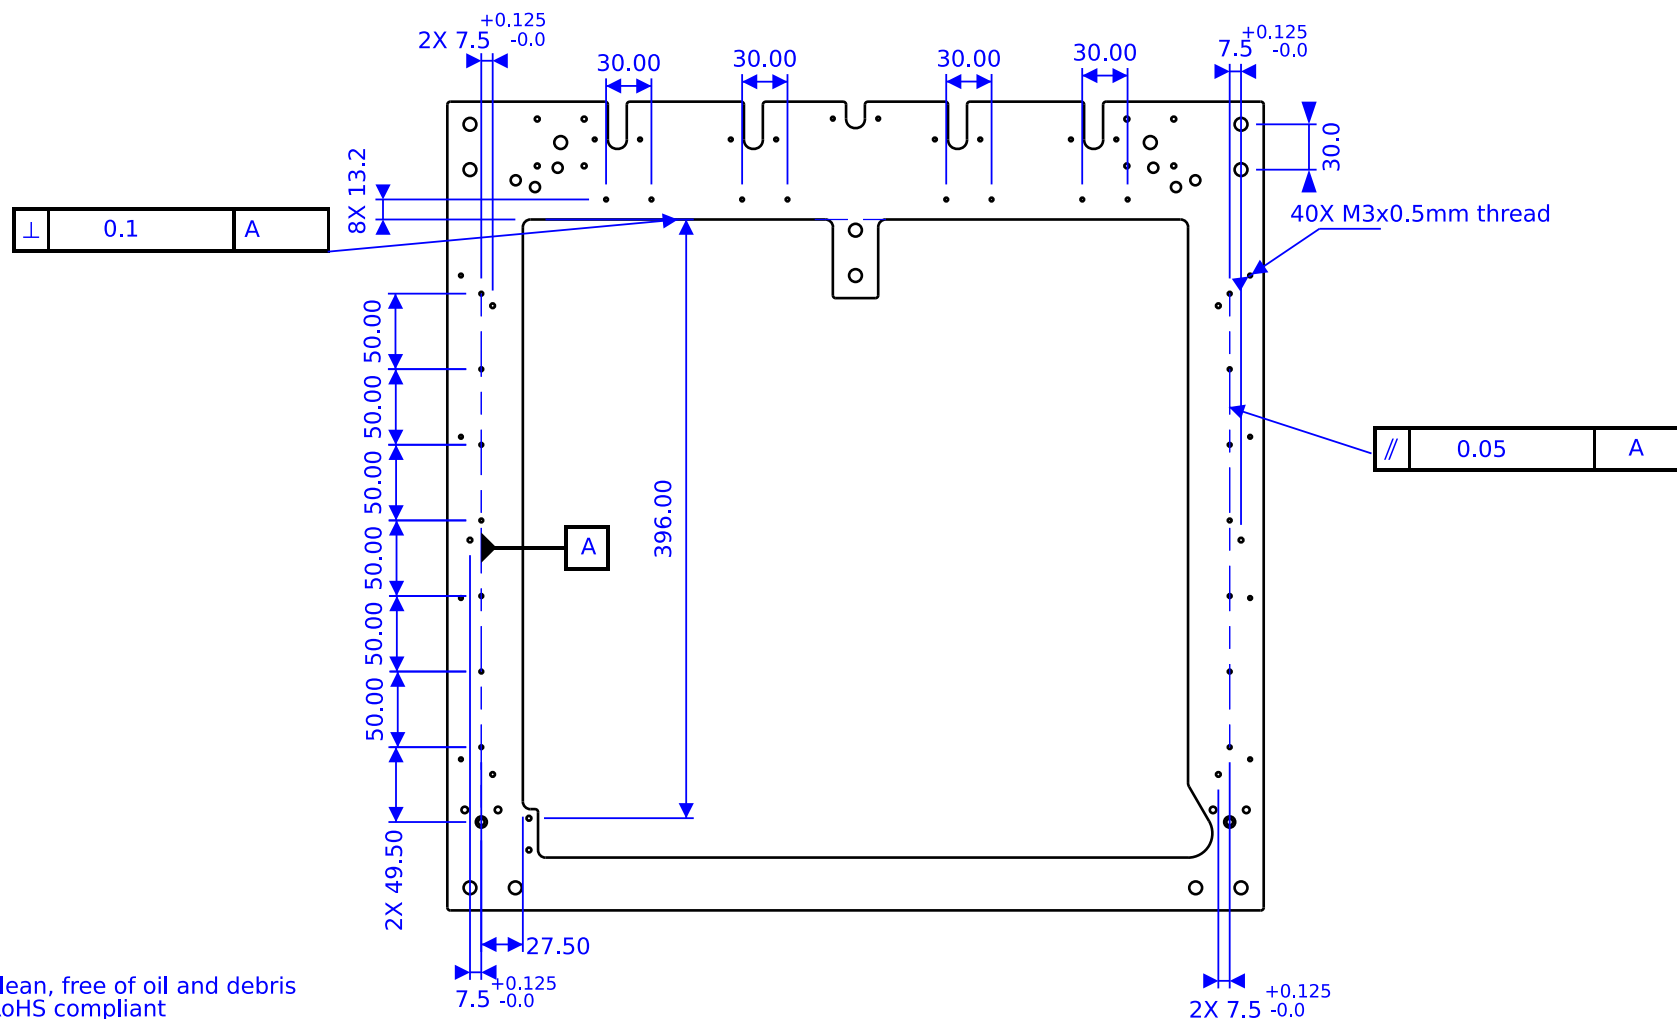 +0.125
2X 7.5 -0.0
30.00
30.00
30.00
30.00
+0.125
7.5 -0.0
30.0
8X 13.2
⊥ 0.1 A
40X M3x0.5mm thread
50.00
50.00
50.00
50.00
50.00
50.00
2X 49.50
396.00
A
// 0.05 A
27.50
+0.125
7.5 -0.0
+0.125
2X 7.5 -0.0
lean, free of oil and debris
oHS compliant